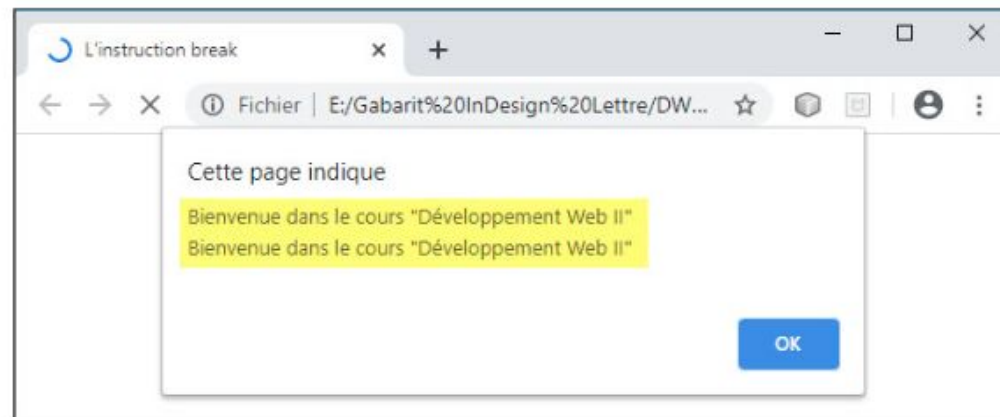 L'instruction break
Fichier | E:/Gabarit%20InDesign%20Lettre/DW...
Cette page indique
Bienvenue dans le cours "Développement Web II"
Bienvenue dans le cours "Développement Web II"
OK